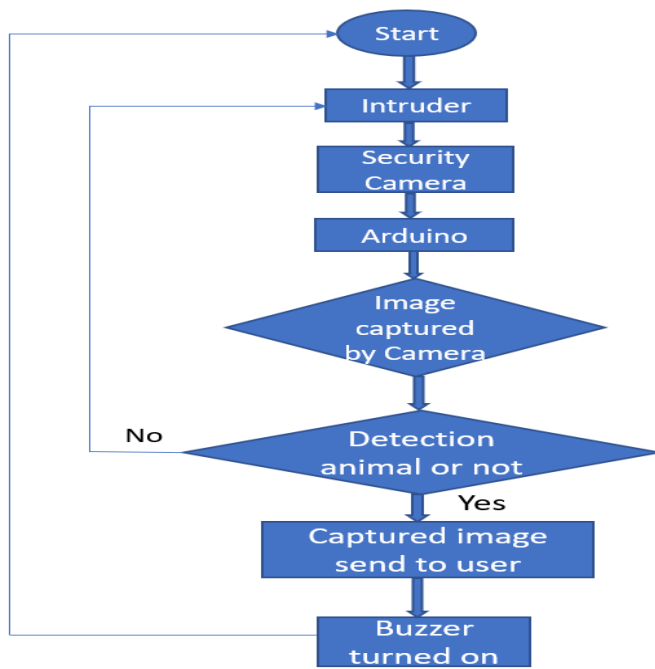 Start
Intruder
Security
Camera
Arduino
Image
captured
by Camera
Detection
animal or not
No
Yes
Captured image
send to user
Buzzer
turned on